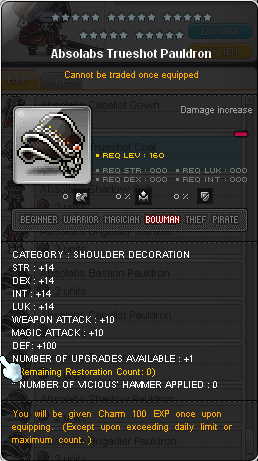 Absolabs Trueshot Pauldron
Cannot be traded once equipped
Damage increase
REQ LEV : 160
REQ STR : 000 REQ LUK : 000
REQ DEX : 000 REQ INT : 000
0 0 % 0 %
BEGINNER WARRIOR MAGICIAN BOWMAN THIEF PIRATE
CATEGORY : SHOULDER DECORATION
STR : +14
DEX : +14
INT : +14
LUK : +14
WEAPON ATTACK : +10
MAGIC ATTACK : +10
DEF: +100
NUMBER OF UPGRADES AVAILABLE : +1
(Remaining Restoration Count: 0)
NUMBER OF VICIOUS' HAMMER APPLIED : 0
You will be given Charm 100 EXP once upon
equipping. (Except upon exceeding daily limit or
maximum count. )